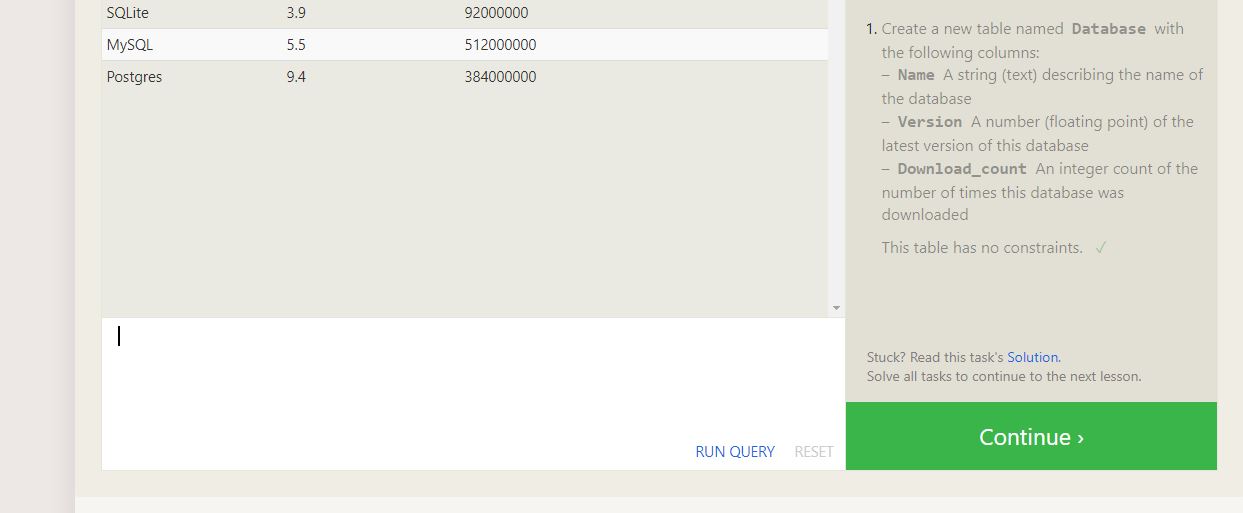 SQLite 3.9 92000000
MySQL 5.5 512000000
Postgres 9.4 384000000
RUN QUERY RESET
1. Create a new table named Database with
the following columns:
– Name A string (text) describing the name of
the database
– Version A number (floating point) of the
latest version of this database
– Download_count An integer count of the
number of times this database was
downloaded
This table has no constraints. ✓
Stuck? Read this task's Solution.
Solve all tasks to continue to the next lesson.
Continue ›